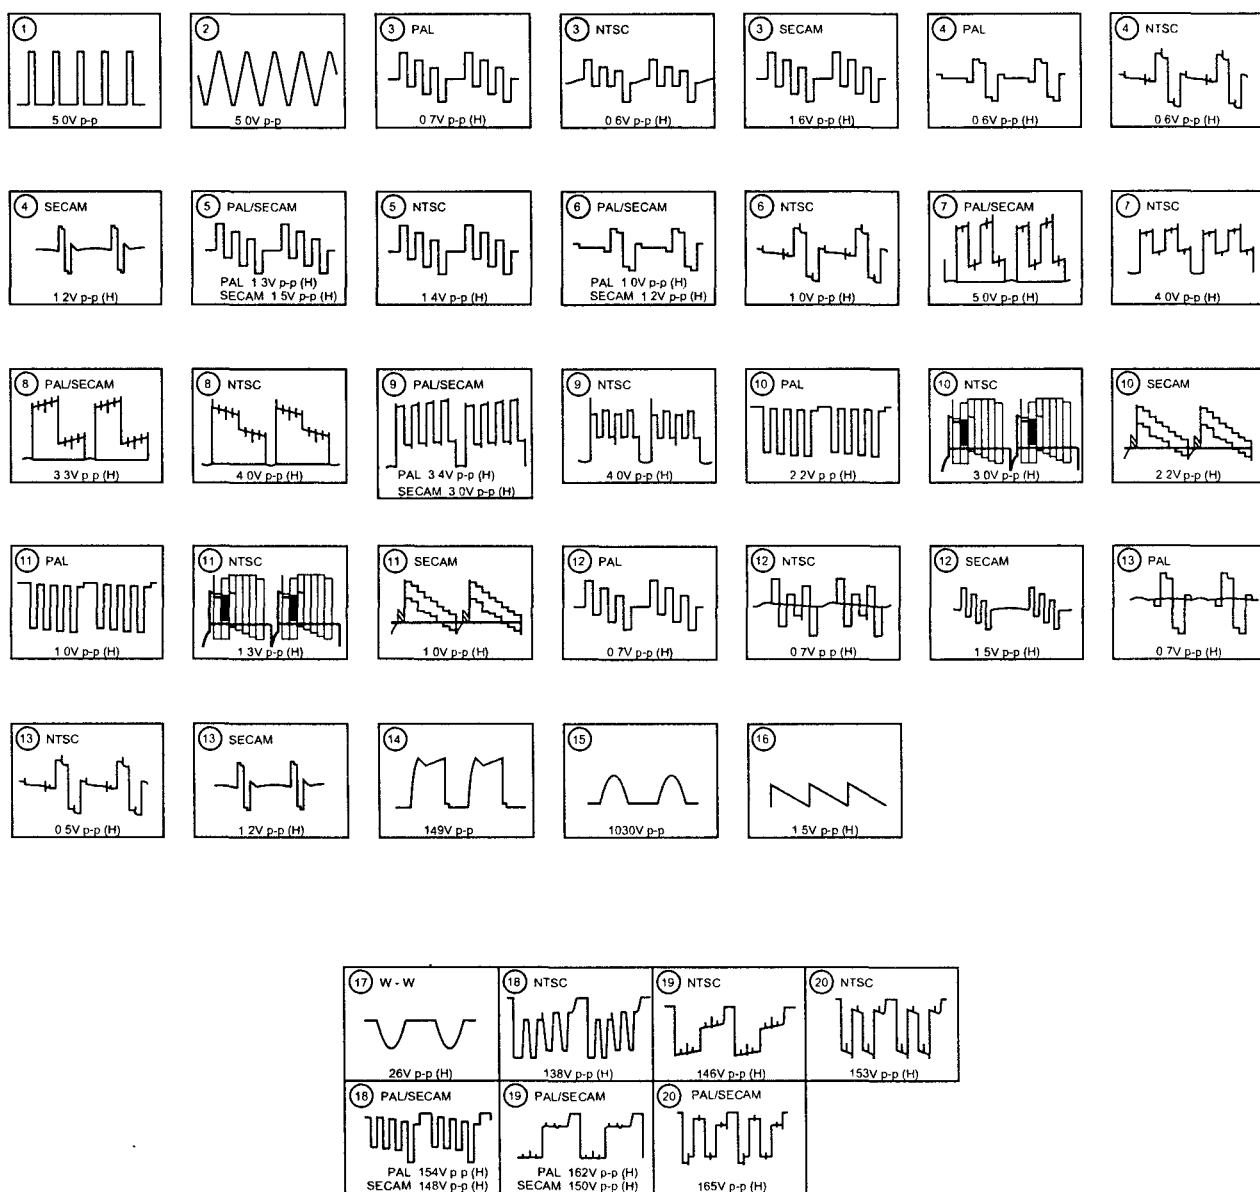 1
5 0V p-p
2
5 0V p-p
3 PAL
0 7V p-p (H)
3 NTSC
0 6V p-p (H)
3 SECAM
1 6V p-p (H)
4 PAL
0 6V p-p (H)
4 NTSC
0 6V p-p (H)
4 SECAM
1 2V p-p (H)
5 PAL/SECAM
PAL 1 3V p-p (H)
SECAM 1 5V p-p (H)
5 NTSC
1 4V p-p (H)
6 PAL/SECAM
PAL 1 0V p-p (H)
SECAM 1 2V p-p (H)
6 NTSC
1 0V p-p (H)
7 PAL/SECAM
5 0V p-p (H)
7 NTSC
4 0V p-p (H)
8 PAL/SECAM
3 3V p p (H)
8 NTSC
4 0V p-p (H)
9 PAL/SECAM
PAL 3 4V p-p (H)
SECAM 3 0V p-p (H)
9 NTSC
4 0V p-p (H)
10 PAL
2 2V p p (H)
10 NTSC
3 0V p-p (H)
10 SECAM
2 2V p-p (H)
11 PAL
1 0V p-p (H)
11 NTSC
1 3V p-p (H)
11 SECAM
1 0V p-p (H)
12 PAL
0 7V p-p (H)
12 NTSC
0 7V p p (H)
12 SECAM
1 5V p-p (H)
13 PAL
0 7V p-p (H)
13 NTSC
0 5V p-p (H)
13 SECAM
1 2V p-p (H)
14
149V p-p
15
1030V p-p
16
1 5V p-p (H)
17 W - W
26V p-p (H)
18 NTSC
138V p-p (H)
19 NTSC
146V p-p (H)
20 NTSC
153V p-p (H)
18 PAL/SECAM
PAL 154V p p (H)
SECAM 148V p-p (H)
19 PAL/SECAM
PAL 162V p-p (H)
SECAM 150V p-p (H)
20 PAL/SECAM
165V p-p (H)